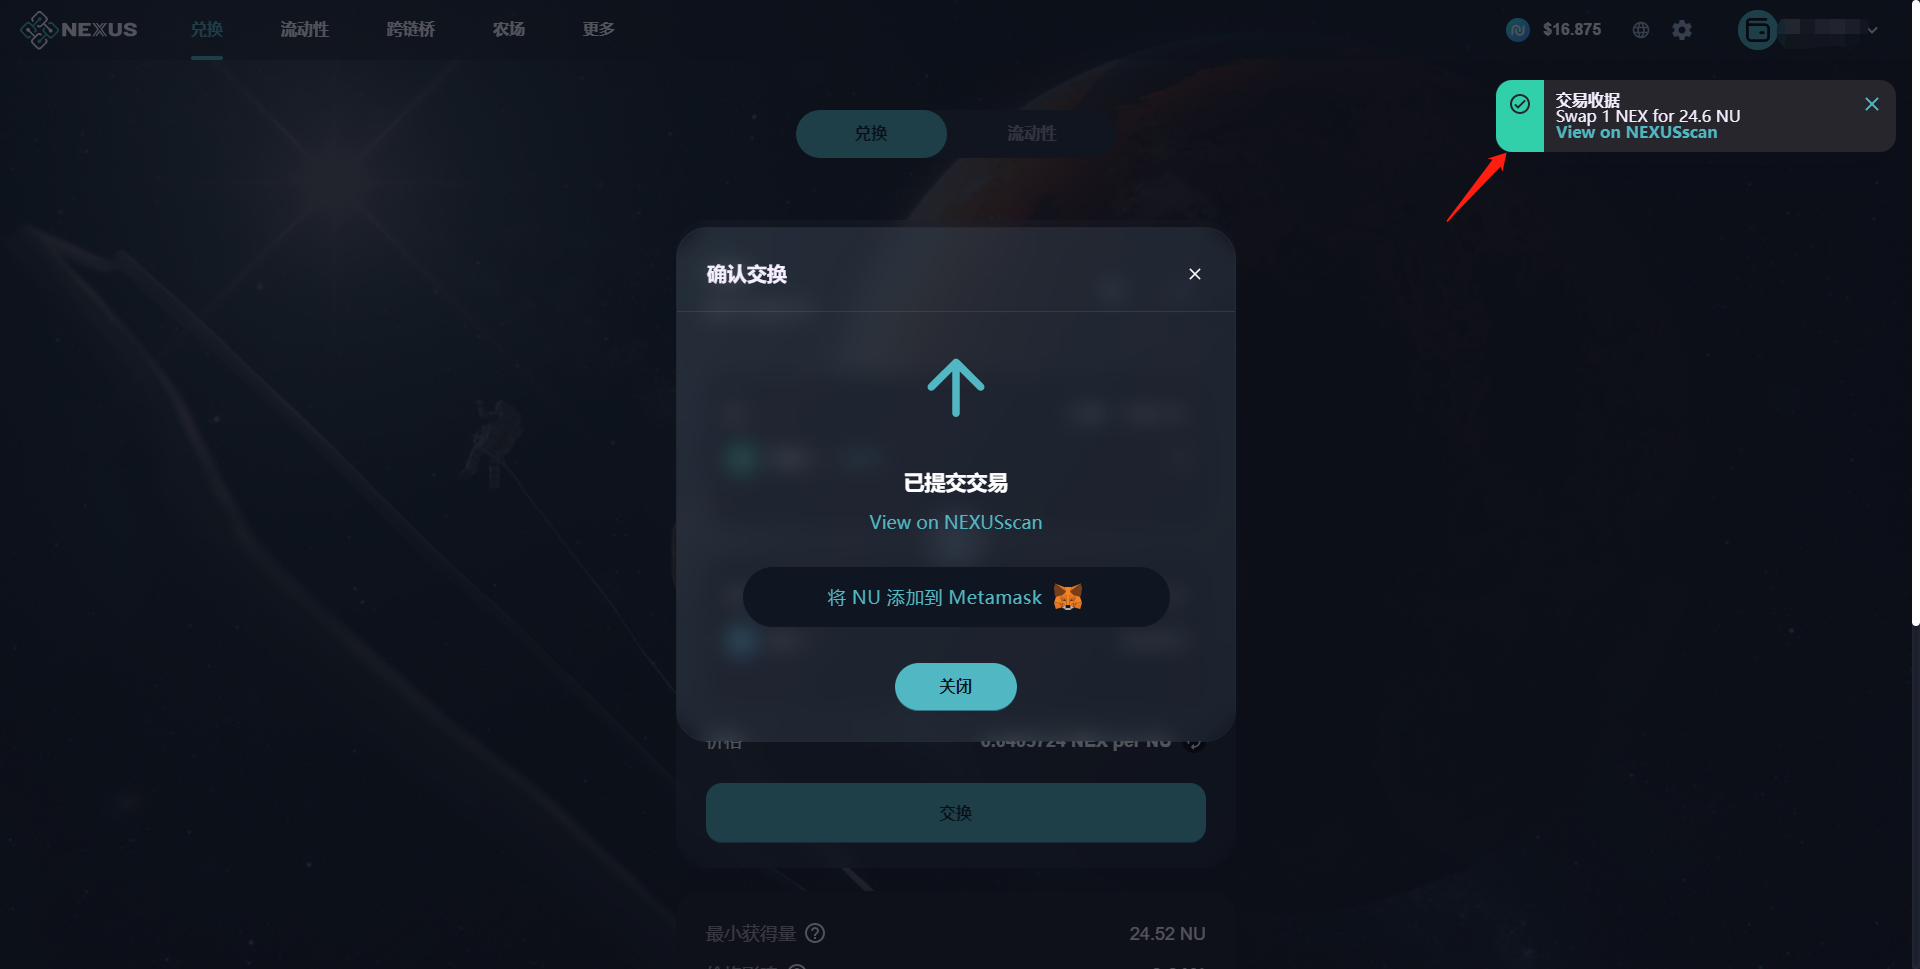 NEXUS
兑换
流动性
跨链桥
农场
更多
$16.875
交易收据
Swap 1 NEX for 24.6 NU
View on NEXUSscan
兑换
流动性
确认交换
已提交交易
View on NEXUSscan
将 NU 添加到 Metamask
关闭
价格
0.0405724 NEX per NU
交换
最小获得量
24.52 NU